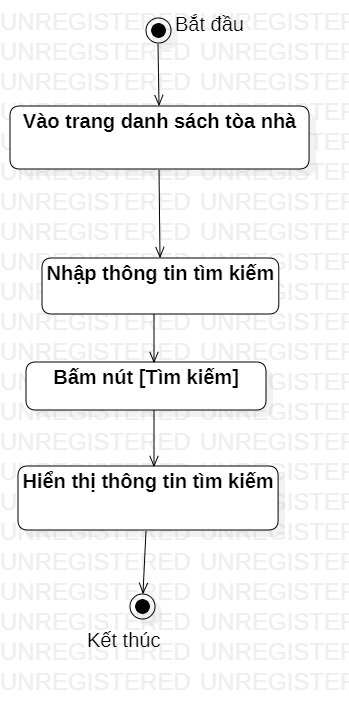 Bắt đầu
Vào trang danh sách tòa nhà
Nhập thông tin tìm kiếm
Bấm nút [Tìm kiếm]
Hiển thị thông tin tìm kiếm
Kết thúc
UNREGISTERED